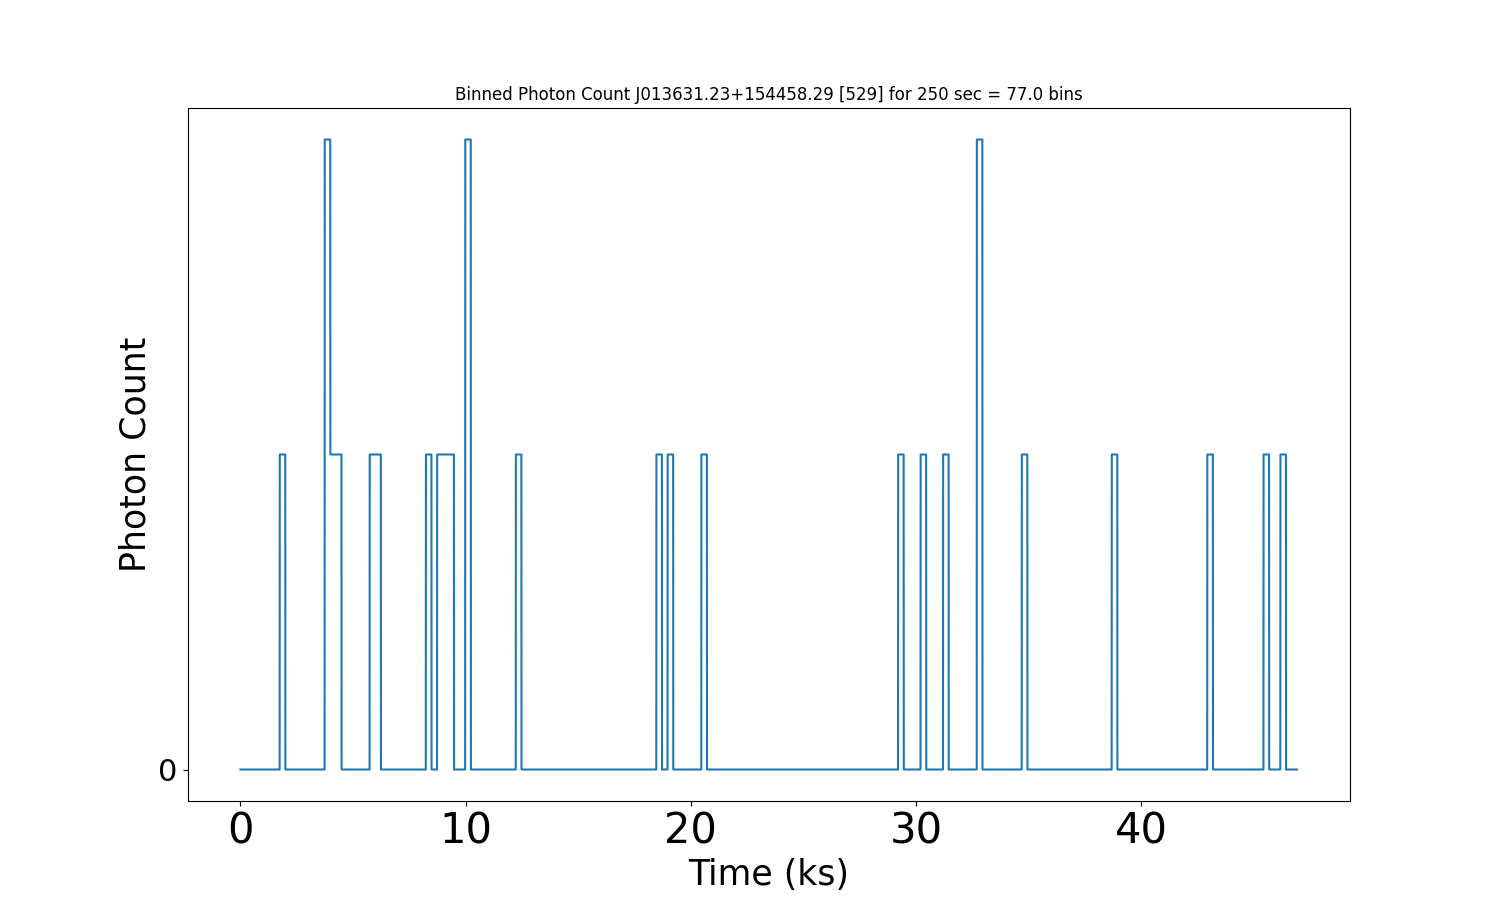 Binned Photon Count J013631.23+154458.29 [529] for 250 sec = 77.0 bins
Photon Count
0
0 10 20 30 40
Time (ks)